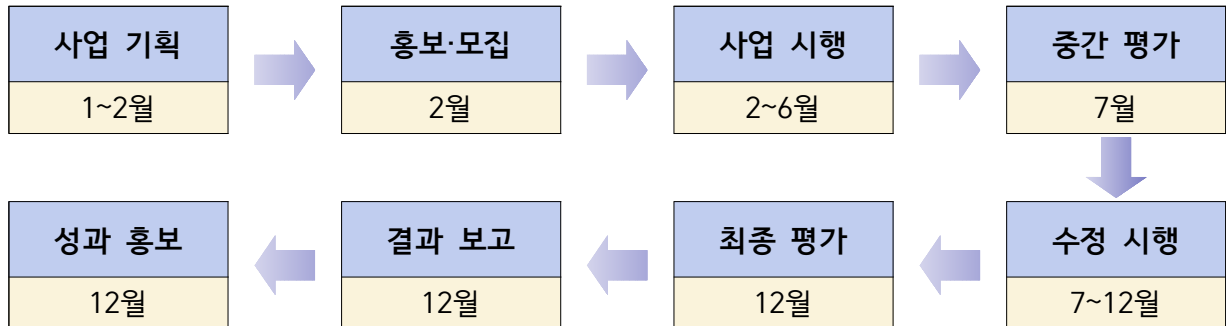 사업 기획
1~2월
홍보·모집
2월
사업 시행
2~6월
중간 평가
7월
수정 시행
7~12월
최종 평가
12월
결과 보고
12월
성과 홍보
12월